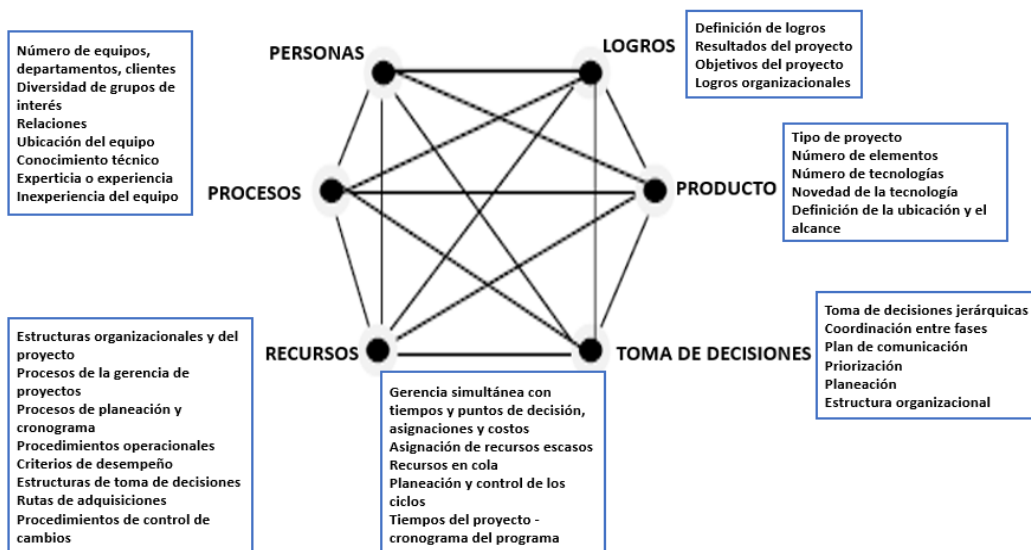 PERSONAS
LOGROS
Número de equipos,
departamentos, clientes
Diversidad de grupos de
interés
Relaciones
Ubicación del equipo
Conocimiento técnico
Experticia o experiencia
Inexperiencia del equipo
Definición de logros
Resultados del proyecto
Objetivos del proyecto
Logros organizacionales
PROCESOS
PRODUCTO
Tipo de proyecto
Número de elementos
Número de tecnologías
Novedad de la tecnología
Definición de la ubicación y el
alcance
RECURSOS
TOMA DE DECISIONES
Estructuras organizacionales y del
proyecto
Procesos de la gerencia de
proyectos
Procesos de planeación y
cronograma
Procedimientos operacionales
Criterios de desempeño
Estructuras de toma de decisiones
Rutas de adquisiciones
Procedimientos de control de
cambios
Gerencia simultánea con
tiempos y puntos de decisión,
asignaciones y costos
Asignación de recursos escasos
Recursos en cola
Planeación y control de los
ciclos
Tiempos del proyecto -
cronograma del programa
Toma de decisiones jerárquicas
Coordinación entre fases
Plan de comunicación
Priorización
Planeación
Estructura organizacional